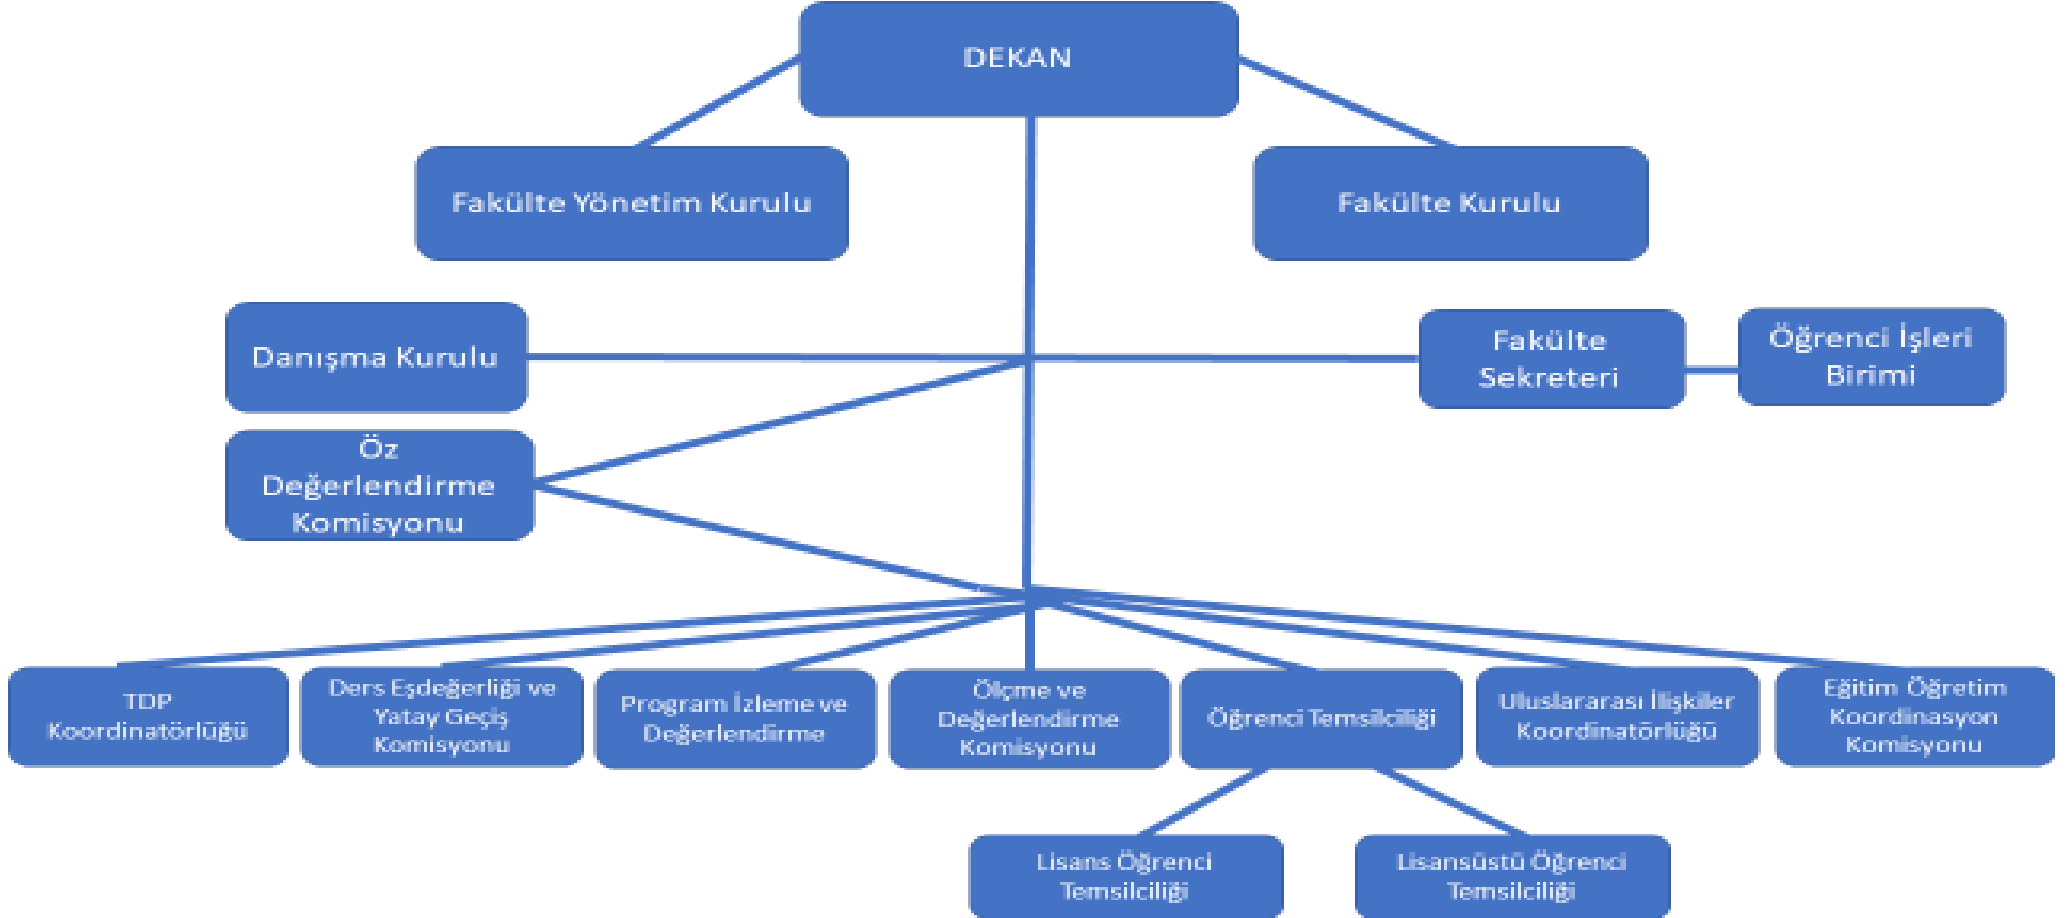 DEKAN
Fakülte Yönetim Kurulu
Fakülte Kurulu
Danışma Kurulu
Fakülte
Sekreteri
Öğrenci İşleri
Birimi
Öz
Değerlendirme
Komisyonu
TDP
Koordinatörlüğü
Ders Eşdeğerliği ve
Yatay Geçiş
Komisyonu
Program İzleme ve
Değerlendirme
Ölçme ve
Değerlendirme
Komisyonu
Öğrenci Temsilciliği
Uluslararası İlişkiler
Koordinatörlüğü
Eğitim Öğretim
Koordinasyon
Komisyonu
Lisans Öğrenci
Temsilciliği
Lisansüstü Öğrenci
Temsilciliği